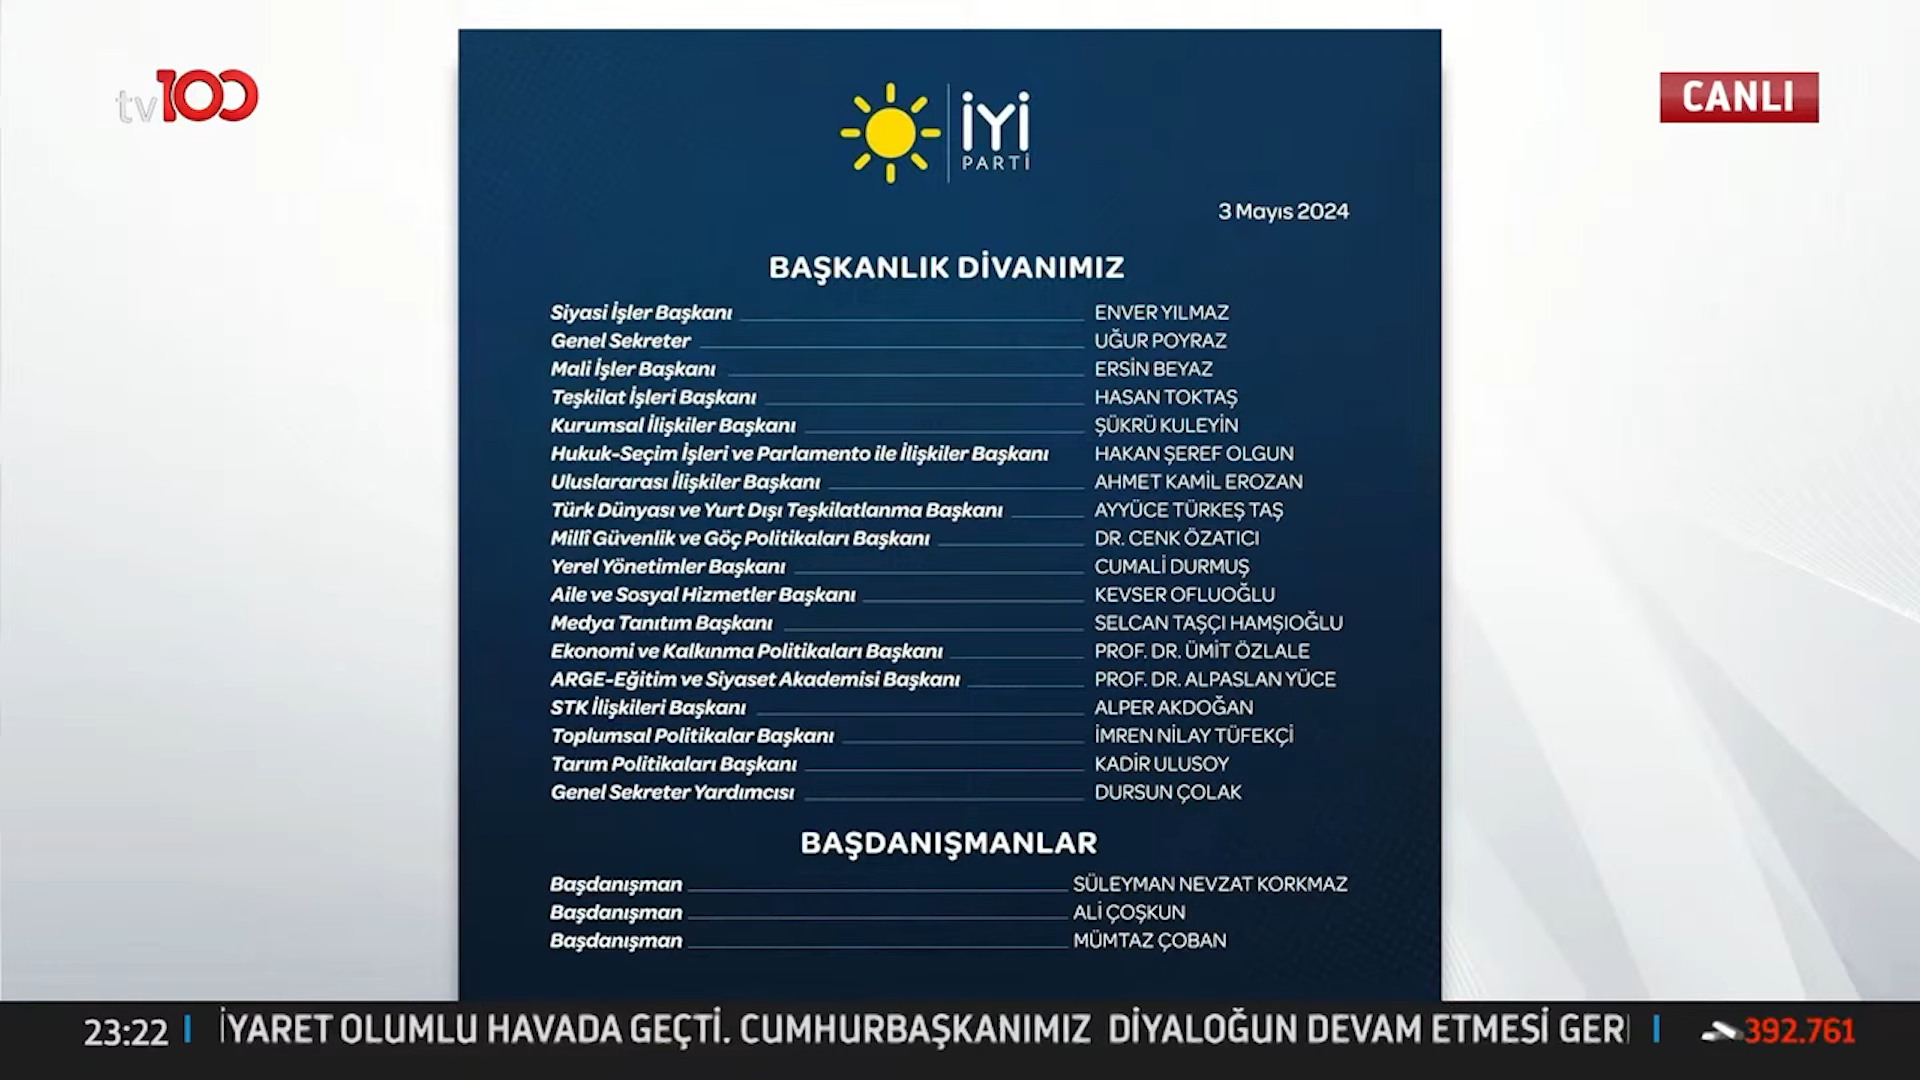 tv100
CANLI
İYİ
PARTİ
3 Mayıs 2024
BAŞKANLIK DİVANIMIZ
Siyasi İşler Başkanı ENVER YILMAZ
Genel Sekreter UĞUR POYRAZ
Mali İşler Başkanı ERSİN BEYAZ
Teşkilat İşleri Başkanı HASAN TOKTAŞ
Kurumsal İlişkiler Başkanı ŞÜKRÜ KULEYİN
Hukuk-Seçim İşleri ve Parlamento ile İlişkiler Başkanı HAKAN ŞEREF OLGUN
Uluslararası İlişkiler Başkanı AHMET KAMİL EROZAN
Türk Dünyası ve Yurt Dışı Teşkilatlanma Başkanı AYYÜCE TÜRKEŞ TAŞ
Millî Güvenlik ve Göç Politikaları Başkanı DR. CENK ÖZATICI
Yerel Yönetimler Başkanı CUMALİ DURMUŞ
Aile ve Sosyal Hizmetler Başkanı KEVSER OFLUOĞLU
Medya Tanıtım Başkanı SELCAN TAŞÇI HAMŞIOĞLU
Ekonomi ve Kalkınma Politikaları Başkanı PROF. DR. ÜMİT ÖZLALE
ARGE-Eğitim ve Siyaset Akademisi Başkanı PROF. DR. ALPASLAN YÜCE
STK İlişkileri Başkanı ALPER AKDOĞAN
Toplumsal Politikalar Başkanı İMREN NİLAY TÜFEKÇİ
Tarım Politikaları Başkanı KADİR ULUSOY
Genel Sekreter Yardımcısı DURSUN ÇOLAK
BAŞDANIŞMANLAR
Başdanışman SÜLEYMAN NEVZAT KORKMAZ
Başdanışman ALİ ÇOŞKUN
Başdanışman MÜMTAZ ÇOBAN
23:22 İYARET OLUMLU HAVADA GEÇTİ. CUMHURBAŞKANIMIZ DİYALOĞUN DEVAM ETMESİ GER 392.761